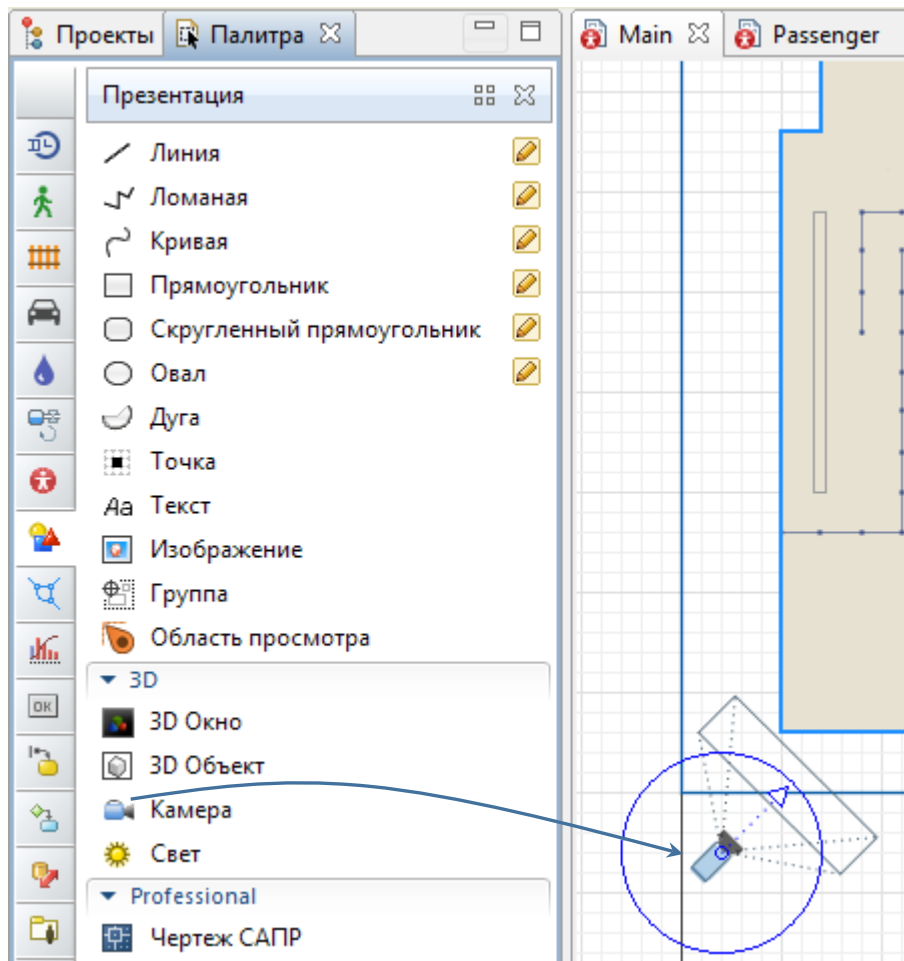 Проекты
Палитра
Main
Passenger
Презентация
Линия
Ломаная
Кривая
Прямоугольник
Скругленный прямоугольник
Овал
Дуга
Точка
Aa Текст
Изображение
Группа
Область просмотра
3D
3D Окно
3D Объект
OK
Камера
Свет
Professional
Чертеж САПР